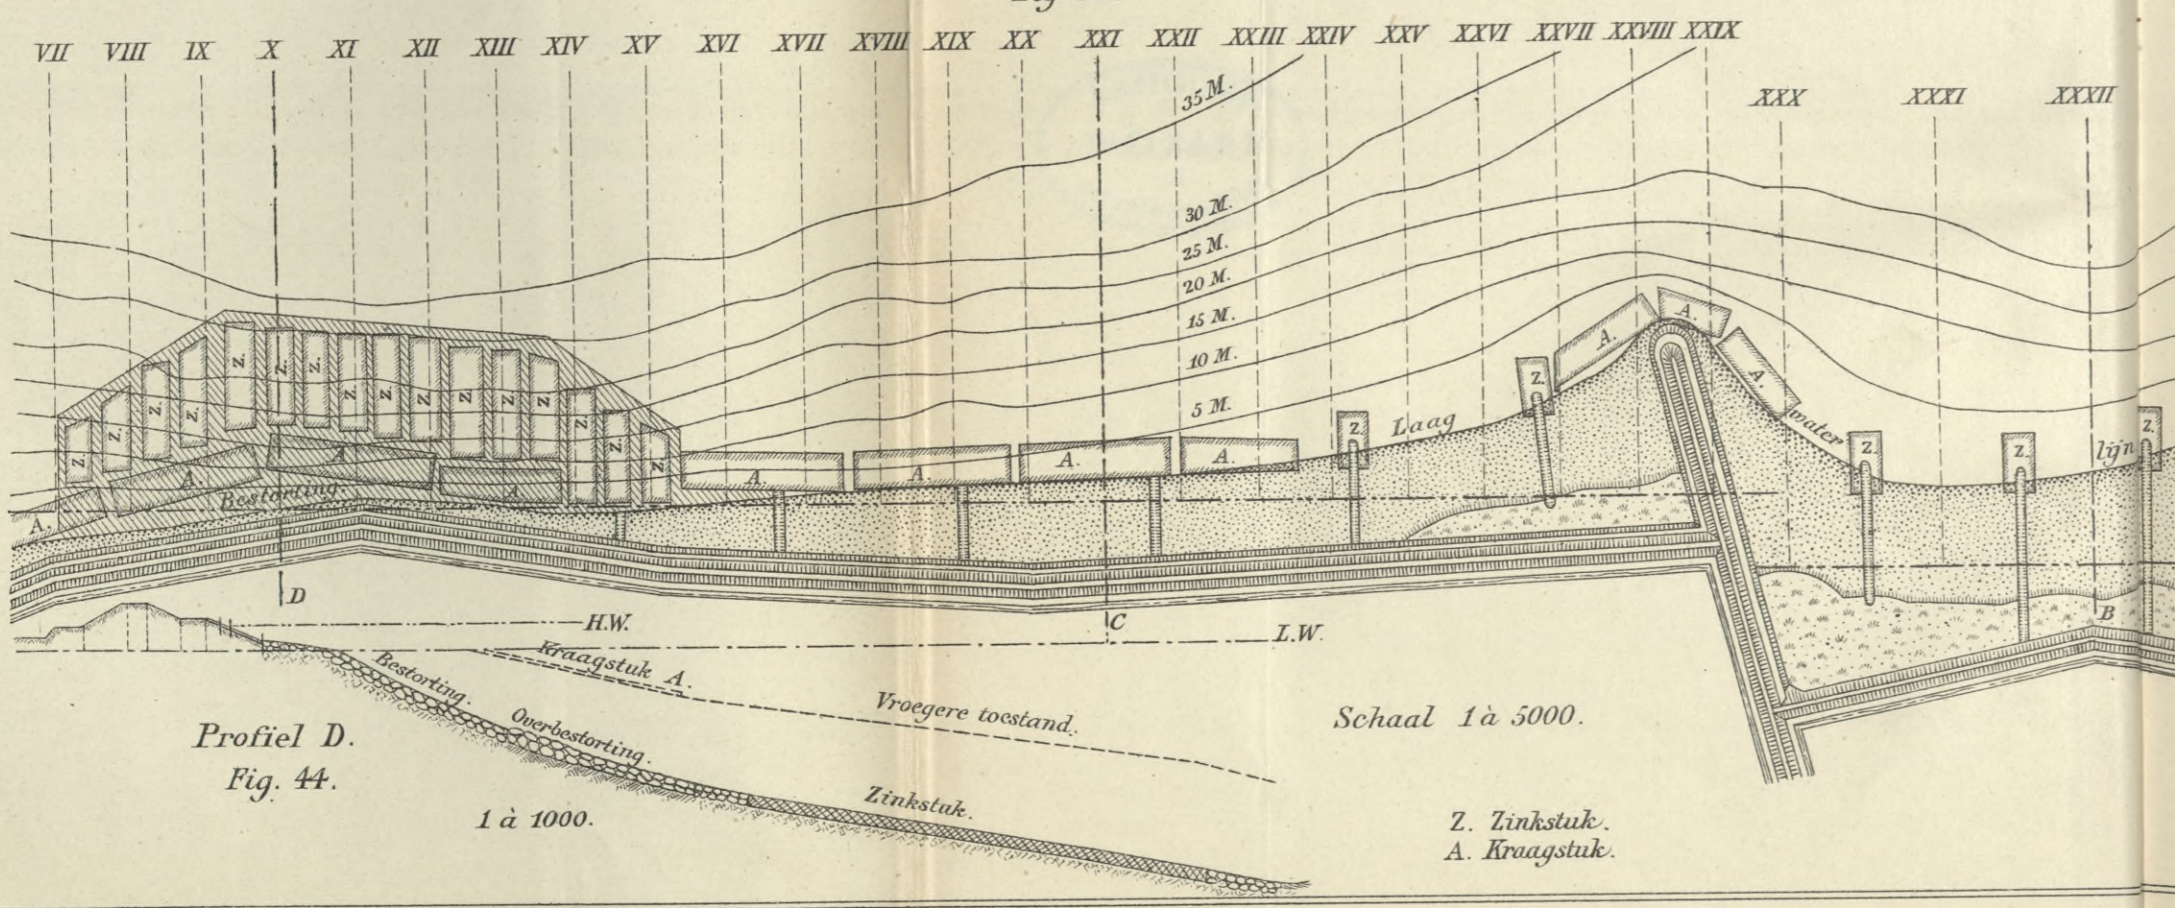 VII VIII IX X XI XII XIII XIV XV XVI XVII XVIII XIX XX XXI XXII XXIII XXIV XXV XXVI XXVII XXVIII XXIX
XXX XXXI XXXII
35 M.
30 M.
25 M.
20 M.
15 M.
10 M.
5 M.
Z. Z. Z. Z. Z. Z. Z. Z. Z. Z. Z. Z. Z. Z. Z. Z. Z.
A. A. A. A. A. A. A. A. A. A. A.
Z. Z. Z. Z. Z.
Laag water lijn
Bestorting.
D
C
B
H.W.
L.W.
Kraagstuk A.
Bestorting.
Overbestorting.
Vroegere toestand.
Zinkstuk.
Profiel D.
Fig. 44.
1 à 1000.
Schaal 1 à 5000.
Z. Zinkstuk.
A. Kraagstuk.